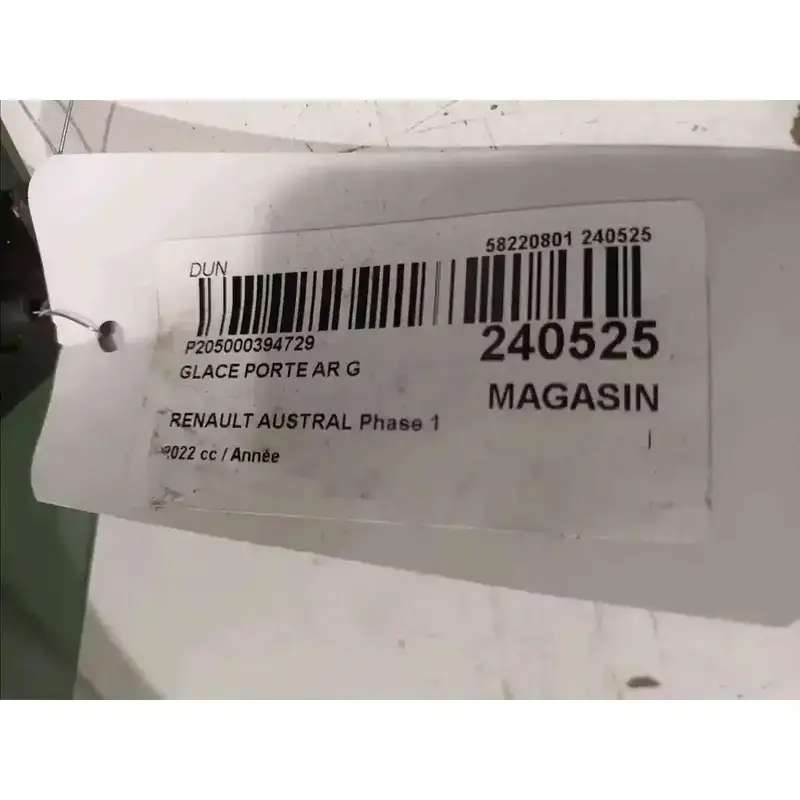 DUN
58220801 240525
P205000394729
240525
GLACE PORTE AR G
MAGASIN
RENAULT AUSTRAL Phase 1
2022 cc / Année